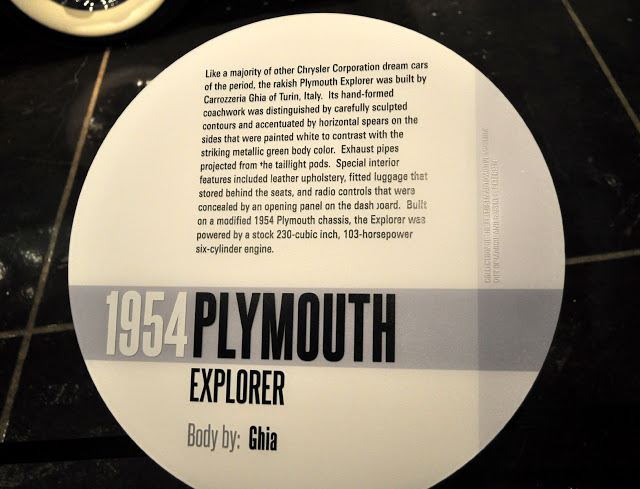 Like a majority of other Chrysler Corporation dream cars
of the period, the rakish Plymouth Explorer was built by
Carrozzeria Ghia of Turin, Italy. Its hand-formed
coachwork was distinguished by carefully sculpted
contours and accentuated by horizontal spears on the
sides that were painted white to contrast with the
striking metallic green body color. Exhaust pipes
projected from the taillight pods. Special interior
features included leather upholstery, fitted luggage that
stored behind the seats, and radio controls that were
concealed by an opening panel on the dashboard. Built
on a modified 1954 Plymouth chassis, the Explorer was
powered by a stock 230-cubic inch, 103-horsepower
six-cylinder engine.
1954 PLYMOUTH
EXPLORER
Body by: Ghia